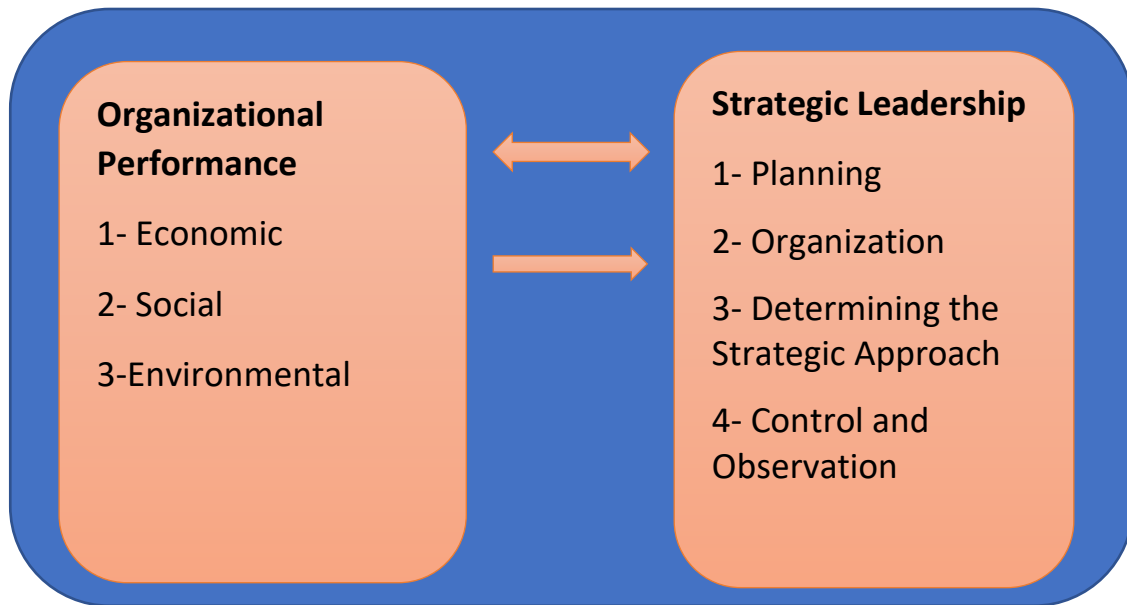 Organizational
Performance
1- Economic
2- Social
3-Environmental
Strategic Leadership
1- Planning
2- Organization
3- Determining the
Strategic Approach
4- Control and
Observation